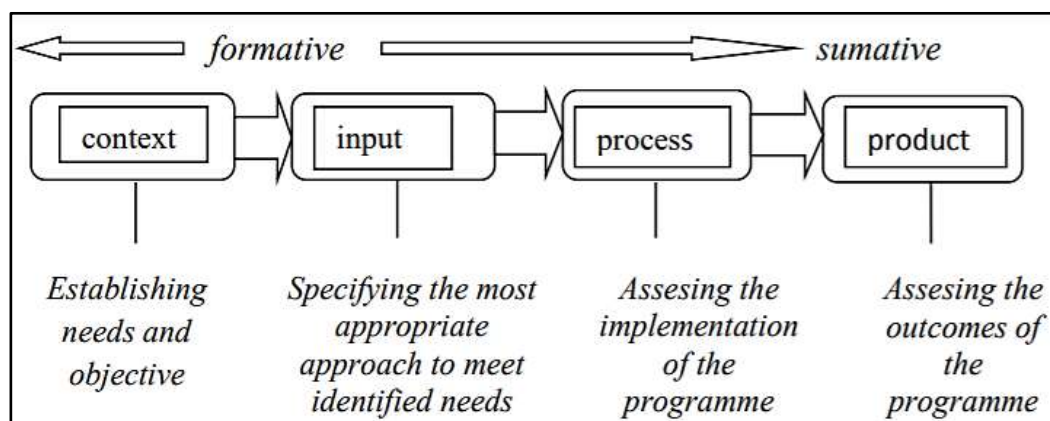 formative sumative
context input process product
Establishing
needs and
objective
Specifying the most
appropriate
approach to meet
identified needs
Assesing the
implementation
of the
programme
Assesing the
outcomes of
the
programme